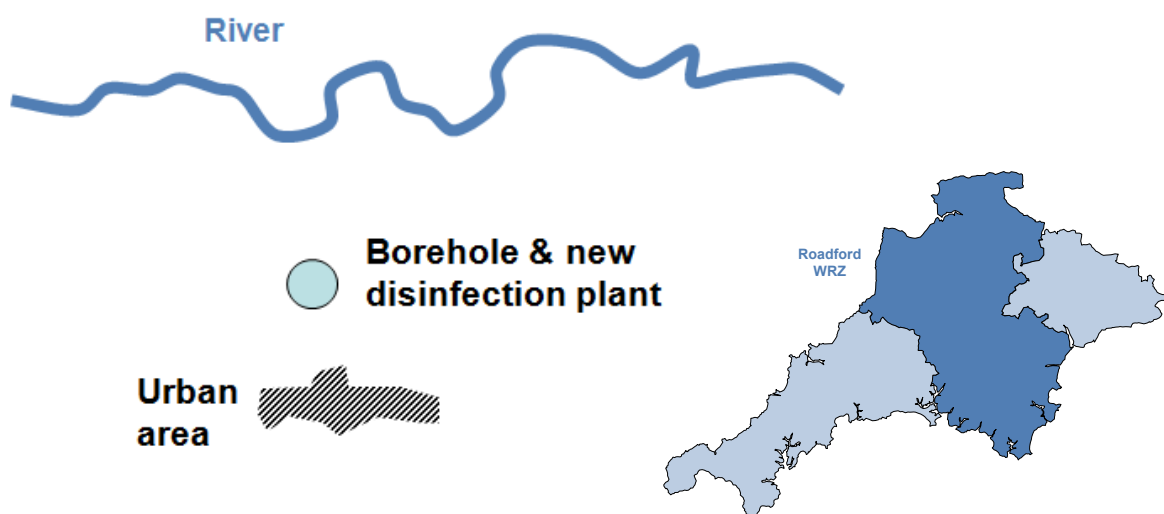 River
Borehole & new
disinfection plant
Urban
area
Roadford
WRZ